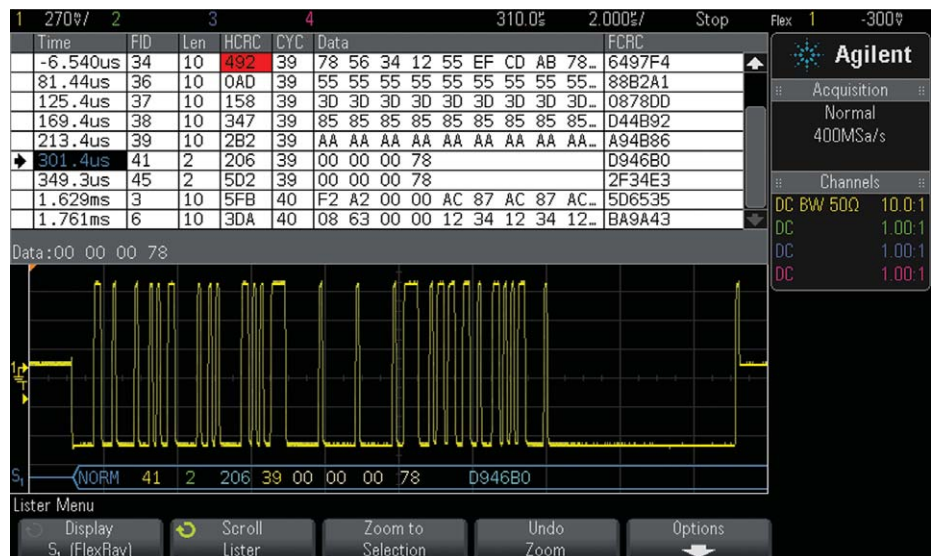 1 270⩒/ 2 3 4 310.0µs 2.000µs/ Stop Flex 1 -300⩒
Time FID Len HCRC CYC Data FCRC
-6.540us 34 10 492 39 78 56 34 12 55 EF CD AB 78… 6497F4
81.44us 36 10 0AD 39 55 55 55 55 55 55 55 55 55… 88B2A1
125.4us 37 10 158 39 3D 3D 3D 3D 3D 3D 3D 3D 3D… 0878DD
169.4us 38 10 347 39 85 85 85 85 85 85 85 85 85… D44B92
213.4us 39 10 2B2 39 AA AA AA AA AA AA AA AA AA… A94B86
301.4us 41 2 206 39 00 00 00 78 D946B0
349.3us 45 2 5D2 39 00 00 00 78 2F34E3
1.629ms 3 10 5FB 40 F2 A2 00 00 AC 87 AC 87 AC… 5D6535
1.761ms 6 10 3DA 40 08 63 00 00 12 34 12 34 12… BA9A43
Data:00 00 00 78
Agilent
Acquisition
Normal
400MSa/s
Channels
DC BW 50Ω 10.0:1
DC 1.00:1
DC 1.00:1
DC 1.00:1
1
S₁ NORM 41 2 206 39 00 00 00 78 D946B0
Lister Menu
Display
S₁ (FlexRay)
Scroll
Lister
Zoom to
Selection
Undo
Zoom
Options